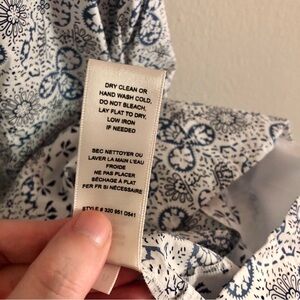 DRY CLEAN OR
HAND WASH COLD,
DO NOT BLEACH,
LAY FLAT TO DRY,
LOW IRON
IF NEEDED
SEC NETTOYER OU
LAVER LA MAIN L'EAU
FROIDE
NE PAS PLACER
SÉCHAGE À PLAT
FER FR SI NÉCESSAIRE
STYLE # 320 951 O541